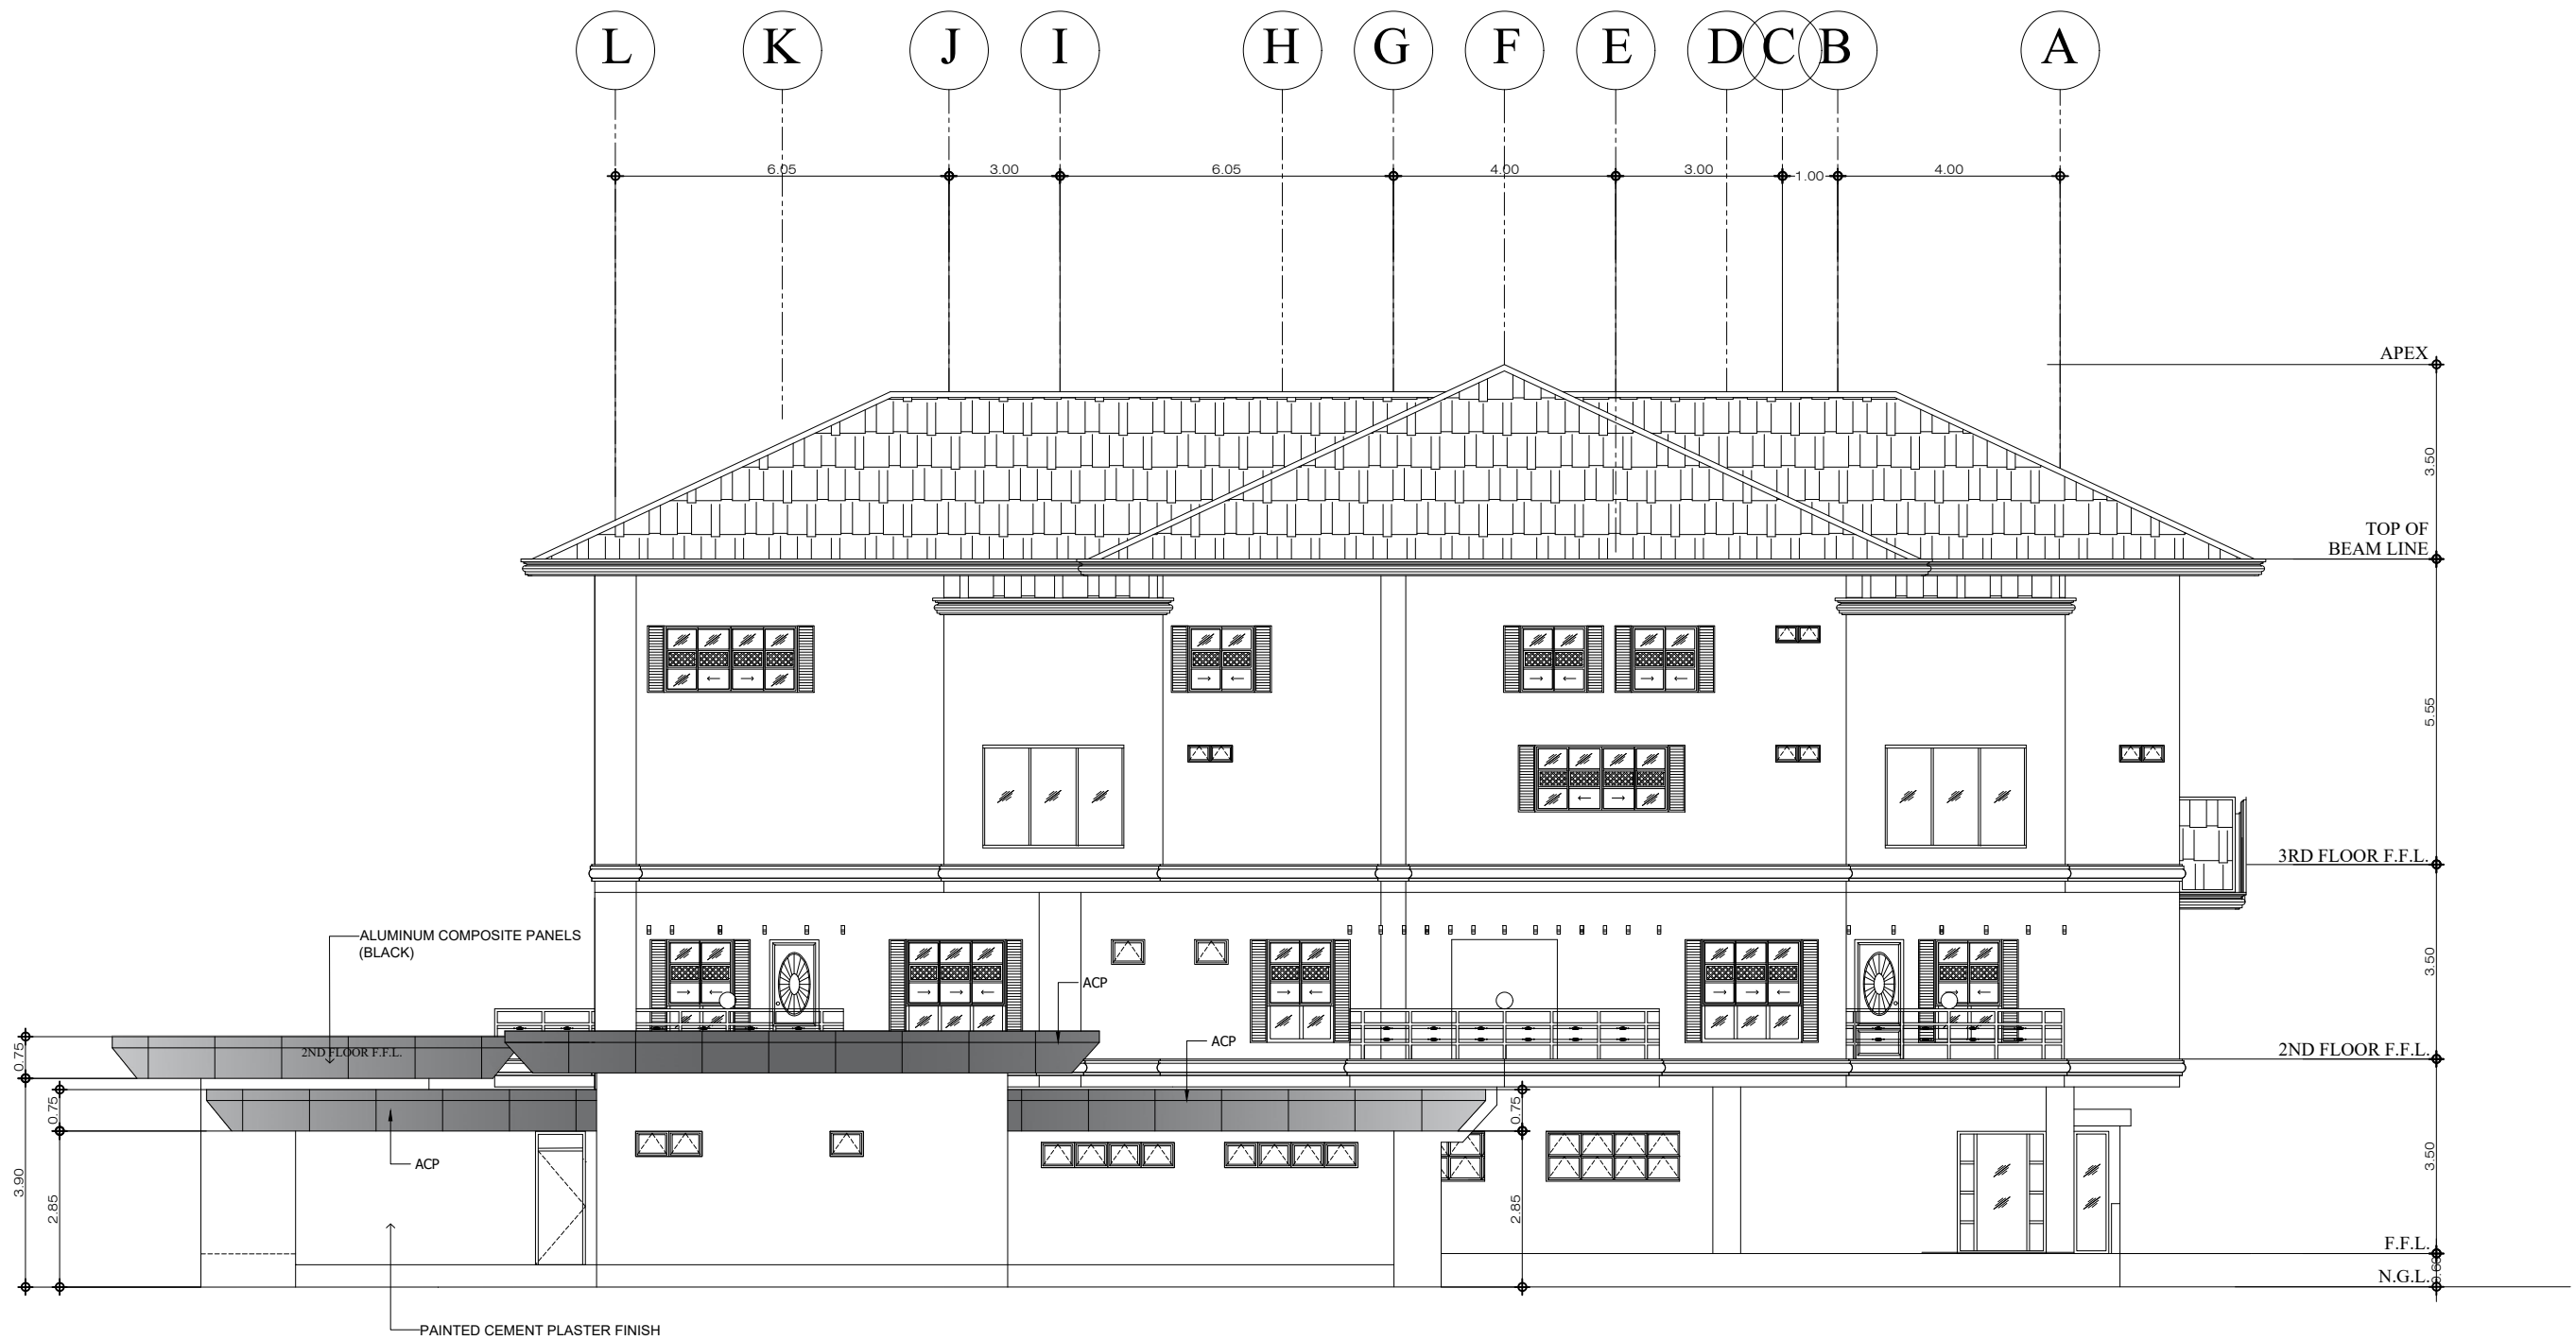 L K J I H G F E D C B A
6.05 3.00 6.05 4.00 3.00 1.00 4.00
APEX
3.50
TOP OF
BEAM LINE
5.55
3RD FLOOR F.F.L.
ALUMINUM COMPOSITE PANELS
(BLACK)
3.50
ACP
ACP
2ND FLOOR F.F.L.
2ND FLOOR F.F.L.
0.75
0.75
0.75
ACP
3.90
2.85
2.85
3.50
F.F.L.
0.60
N.G.L.
PAINTED CEMENT PLASTER FINISH